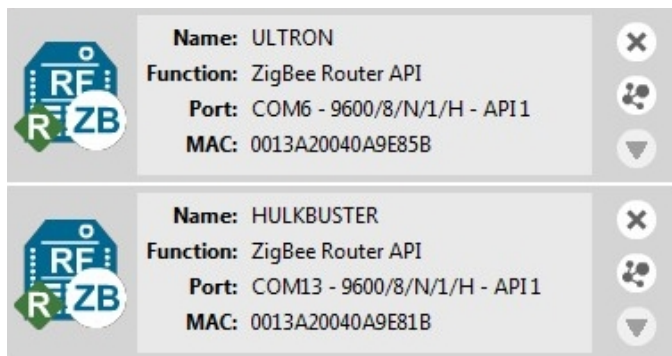 RF
R ZB
Name: ULTRON
Function: ZigBee Router API
Port: COM6 - 9600/8/N/1/H - API 1
MAC: 0013A20040A9E85B
RF
R ZB
Name: HULKBUSTER
Function: ZigBee Router API
Port: COM13 - 9600/8/N/1/H - API 1
MAC: 0013A20040A9E81B